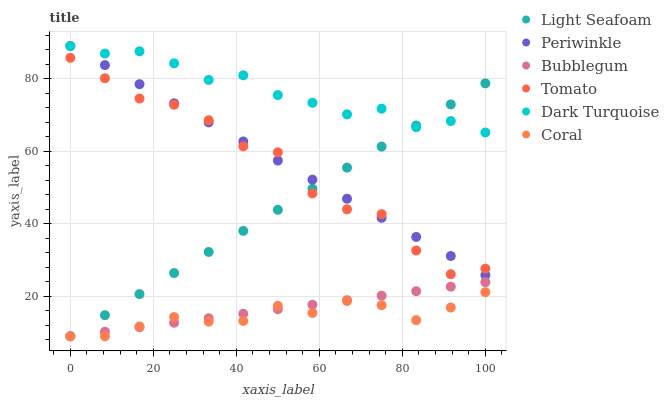 title
Light Seafoam
Periwinkle
Bubblegum
Tomato
Dark Turquoise
Coral
yaxis_label
80
60
40
20
0
20
40
60
80
100
xaxis_label